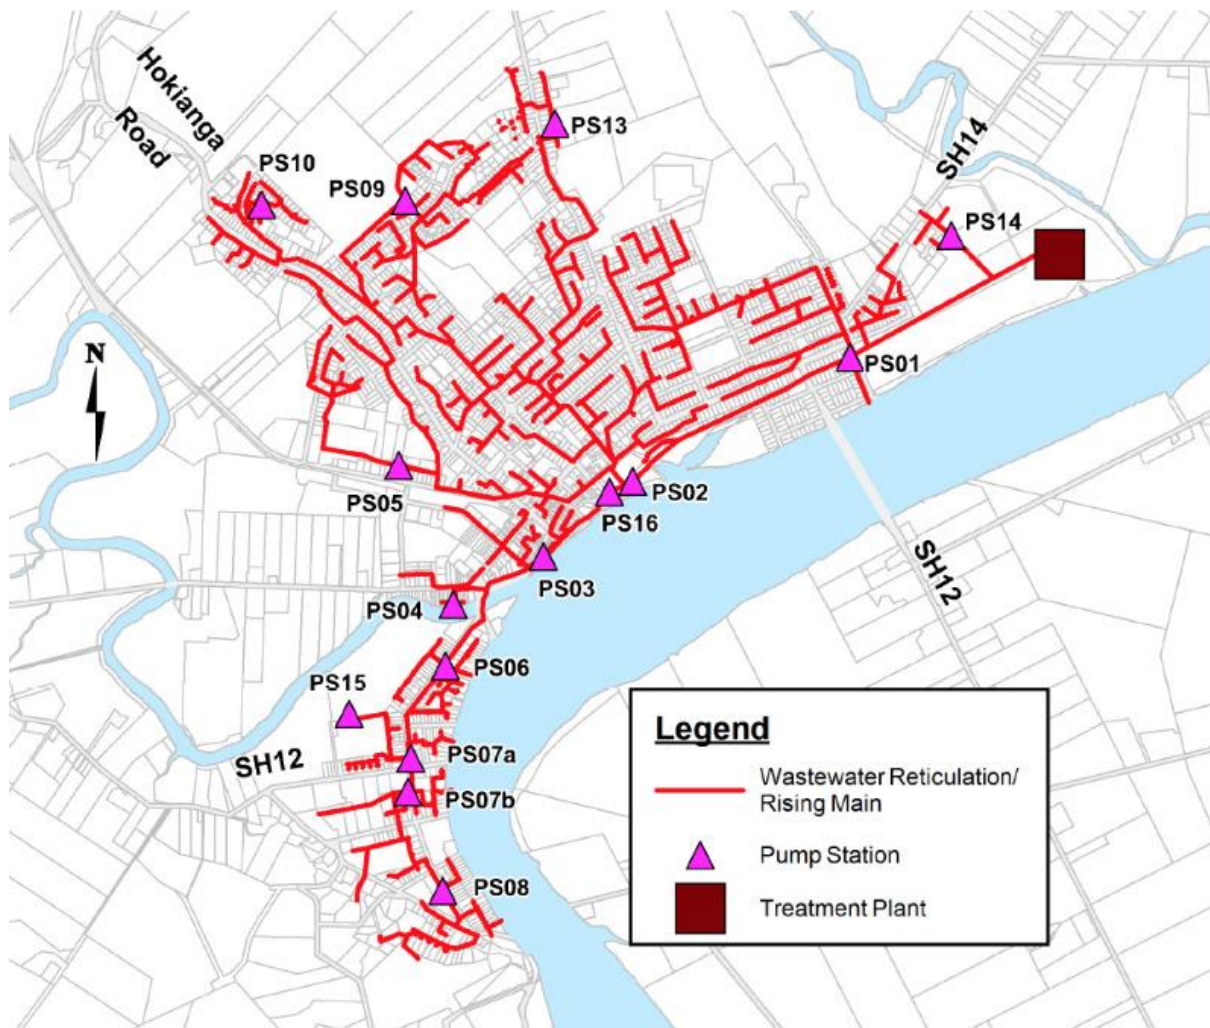 Hokianga
Road
SH14
PS13
PS10
PS09
PS14
N
PS01
PS05
PS02
PS16
PS03
SH12
PS04
PS06
PS15
SH12
PS07a
PS07b
PS08
Legend
Wastewater Reticulation/
Rising Main
Pump Station
Treatment Plant